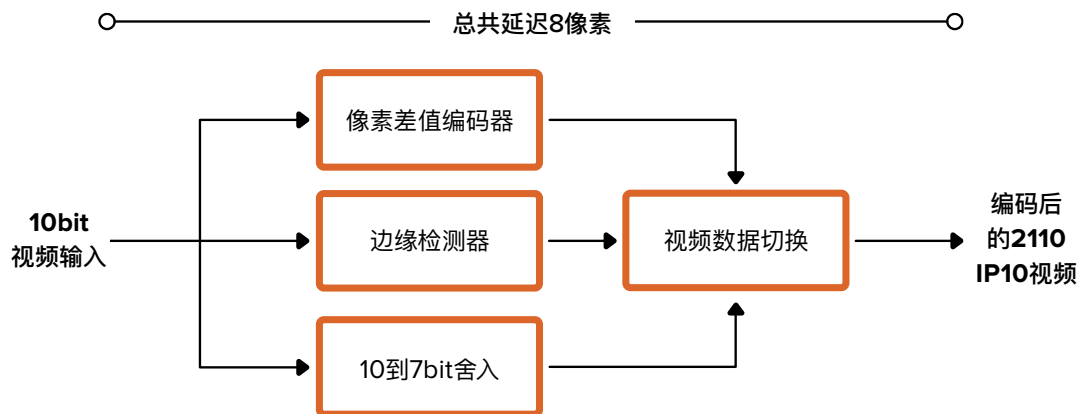 总共延迟8像素
像素差值编码器
10bit
视频输入
边缘检测器
视频数据切换
编码后
的2110
IP10视频
10到7bit舍入